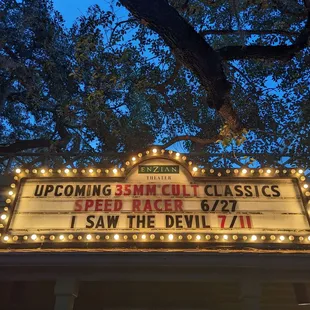 ENZIAN
THEATER
UPCOMING 35MM CULT CLASSICS
SPEED RACER 6/27
I SAW THE DEVIL 7/11